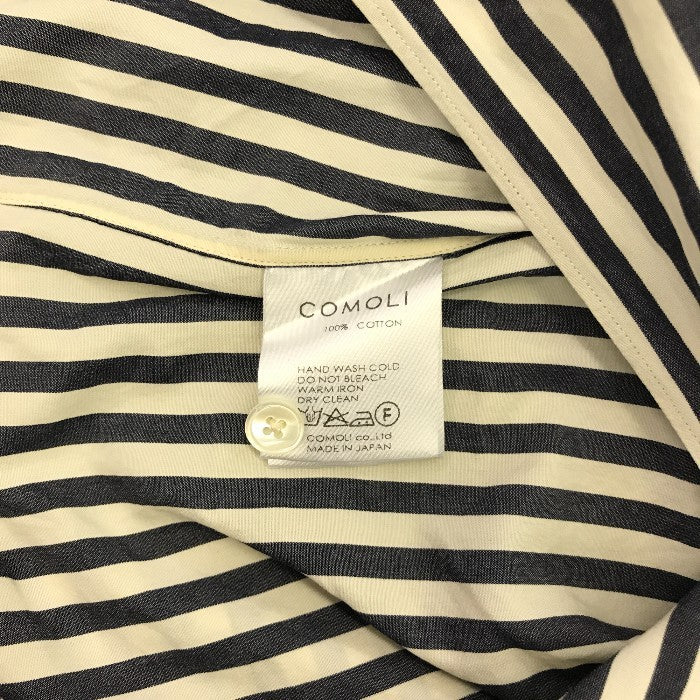 COMOLI
100% COTTON
HAND WASH COLD
DO NOT BLEACH
WARM IRON
DRY CLEAN
F
COMOLI co.,Ltd
MADE IN JAPAN